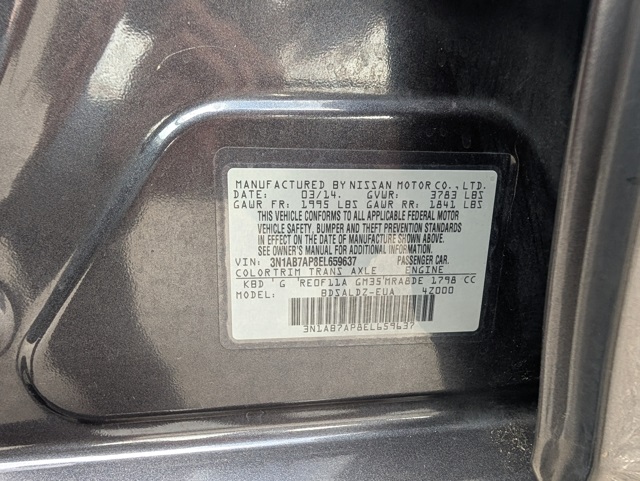 MANUFACTURED BY NISSAN MOTOR CO., LTD.
DATE: 03/14. GVWR: 3783 LBS
GAWR FR: 1995 LBS GAWR RR: 1841 LBS
THIS VEHICLE CONFORMS TO ALL APPLICABLE FEDERAL MOTOR
VEHICLE SAFETY, BUMPER AND THEFT PREVENTION STANDARDS
IN EFFECT ON THE DATE OF MANUFACTURE SHOWN ABOVE.
SEE OWNER'S MANUAL FOR ADDITIONAL INFORMATION.
VIN: 3N1AB7AP8EL659637 PASSENGER CAR.
COLOR TRIM TRANS AXLE ENGINE
KBD G RE0F11A GM35 MRA8DE 1798 CC
MODEL: BDSALDZ-EUA 4Z000
3N1AB7AP8EL659637